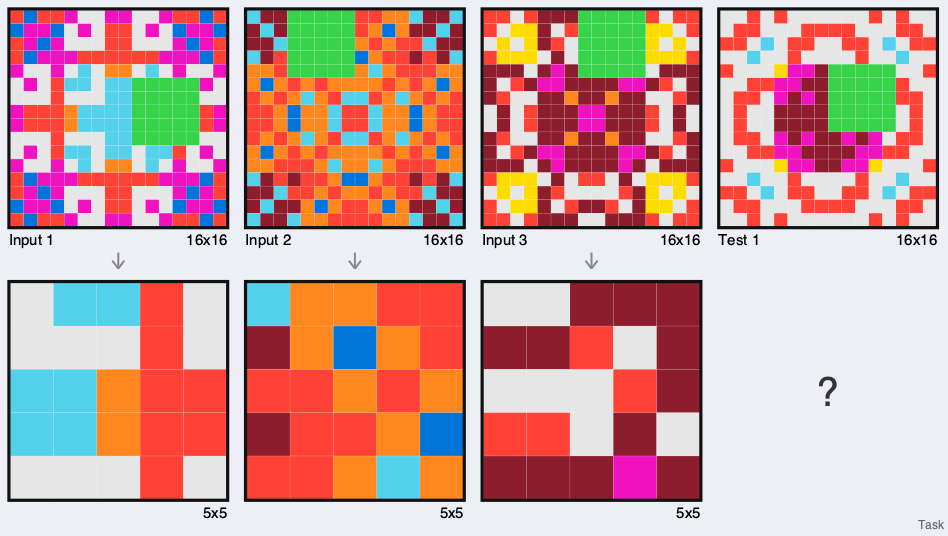 Input 1 16x16
Input 2 16x16
Input 3 16x16
Test 1 16x16
?
5x5
5x5
5x5
Task